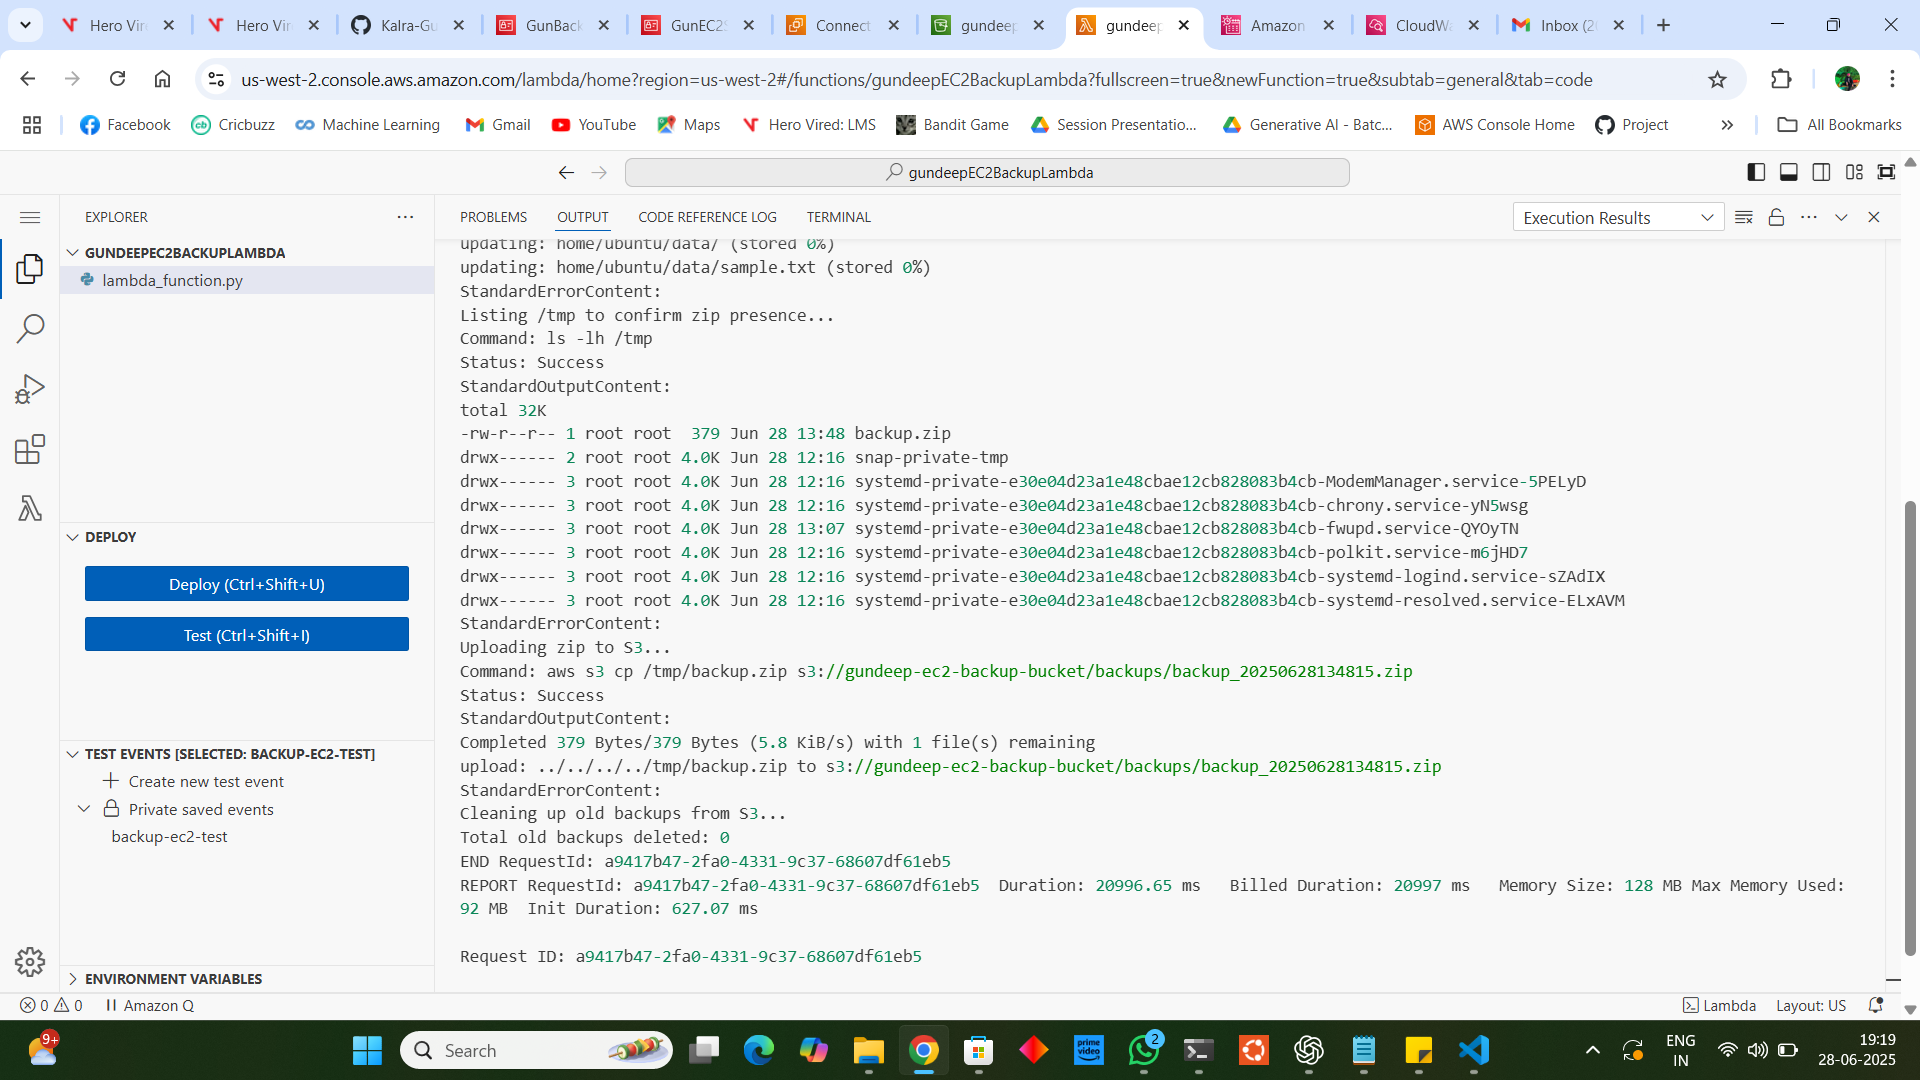 Hero Vir
Hero Vir
Kalra-Gu
GunBack
GunEC2S
Connect
gundeep
gundeep
Amazon
CloudWa
Inbox (20
us-west-2.console.aws.amazon.com/lambda/home?region=us-west-2#/functions/gundeepEC2BackupLambda?fullscreen=true&newFunction=true&subtab=general&tab=code
Facebook
Cricbuzz
Machine Learning
Gmail
YouTube
Maps
Hero Vired: LMS
Bandit Game
Session Presentatio...
Generative AI - Batc...
AWS Console Home
Project
All Bookmarks
gundeepEC2BackupLambda
EXPLORER
GUNDEEPEC2BACKUPLAMBDA
lambda_function.py
DEPLOY
Deploy (Ctrl+Shift+U)
Test (Ctrl+Shift+I)
TEST EVENTS [SELECTED: BACKUP-EC2-TEST]
Create new test event
Private saved events
backup-ec2-test
ENVIRONMENT VARIABLES
PROBLEMS
OUTPUT
CODE REFERENCE LOG
TERMINAL
Execution Results
updating: home/ubuntu/data/ (stored 0%)
updating: home/ubuntu/data/sample.txt (stored 0%)
StandardErrorContent:
Listing /tmp to confirm zip presence...
Command: ls -lh /tmp
Status: Success
StandardOutputContent:
total 32K
-rw-r--r-- 1 root root  379 Jun 28 13:48 backup.zip
drwx------ 2 root root 4.0K Jun 28 12:16 snap-private-tmp
drwx------ 3 root root 4.0K Jun 28 12:16 systemd-private-e30e04d23a1e48cbae12cb828083b4cb-ModemManager.service-5PELyD
drwx------ 3 root root 4.0K Jun 28 12:16 systemd-private-e30e04d23a1e48cbae12cb828083b4cb-chrony.service-yN5wsg
drwx------ 3 root root 4.0K Jun 28 13:07 systemd-private-e30e04d23a1e48cbae12cb828083b4cb-fwupd.service-QYOyTN
drwx------ 3 root root 4.0K Jun 28 12:16 systemd-private-e30e04d23a1e48cbae12cb828083b4cb-polkit.service-m6jHD7
drwx------ 3 root root 4.0K Jun 28 12:16 systemd-private-e30e04d23a1e48cbae12cb828083b4cb-systemd-logind.service-sZAdIX
drwx------ 3 root root 4.0K Jun 28 12:16 systemd-private-e30e04d23a1e48cbae12cb828083b4cb-systemd-resolved.service-ELxAVM
StandardErrorContent:
Uploading zip to S3...
Command: aws s3 cp /tmp/backup.zip s3://gundeep-ec2-backup-bucket/backups/backup_20250628134815.zip
Status: Success
StandardOutputContent:
Completed 379 Bytes/379 Bytes (5.8 KiB/s) with 1 file(s) remaining
upload: ../../../../tmp/backup.zip to s3://gundeep-ec2-backup-bucket/backups/backup_20250628134815.zip
StandardErrorContent:
Cleaning up old backups from S3...
Total old backups deleted: 0
END RequestId: a9417b47-2fa0-4331-9c37-68607df61eb5
REPORT RequestId: a9417b47-2fa0-4331-9c37-68607df61eb5  Duration: 20996.65 ms   Billed Duration: 20997 ms   Memory Size: 128 MB Max Memory Used:
92 MB  Init Duration: 627.07 ms
Request ID: a9417b47-2fa0-4331-9c37-68607df61eb5
0 0
Amazon Q
Lambda
Layout: US
9+
Search
prime video
2
ENG
IN
19:19
28-06-2025